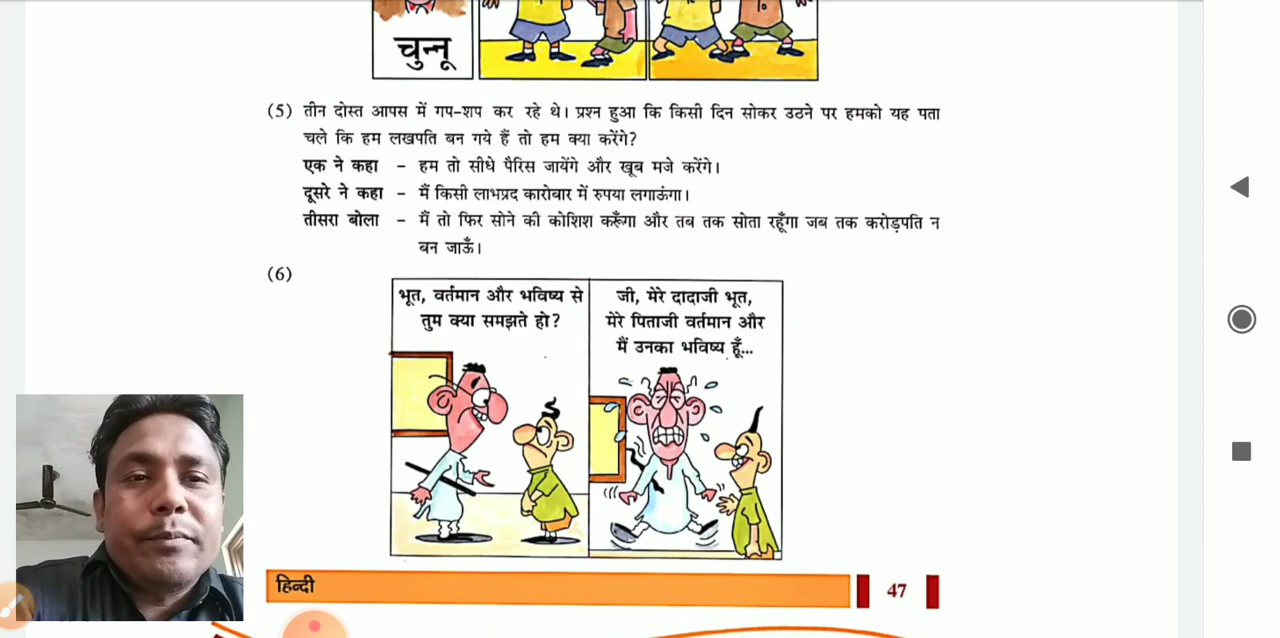 चुन्नू
(5) तीन दोस्त आपस में गप-शप कर रहे थे। प्रश्न हुआ कि किसी दिन सोकर उठने पर हमको यह पता
चले कि हम लखपति बन गये हैं तो हम क्या करेंगे?
एक ने कहा – हम तो सीधे पैरिस जायेंगे और खूब मजे करेंगे।
दूसरे ने कहा – मैं किसी लाभप्रद कारोबार में रुपया लगाऊंगा।
तीसरा बोला – मैं तो फिर सोने की कोशिश करूँगा और तब तक सोता रहूँगा जब तक करोड़पति न
बन जाऊँ।
(6)
भूत, वर्तमान और भविष्य से
तुम क्या समझते हो?
जी, मेरे दादाजी भूत,
मेरे पिताजी वर्तमान और
मैं उनका भविष्य हूँ...
हिन्दी
47